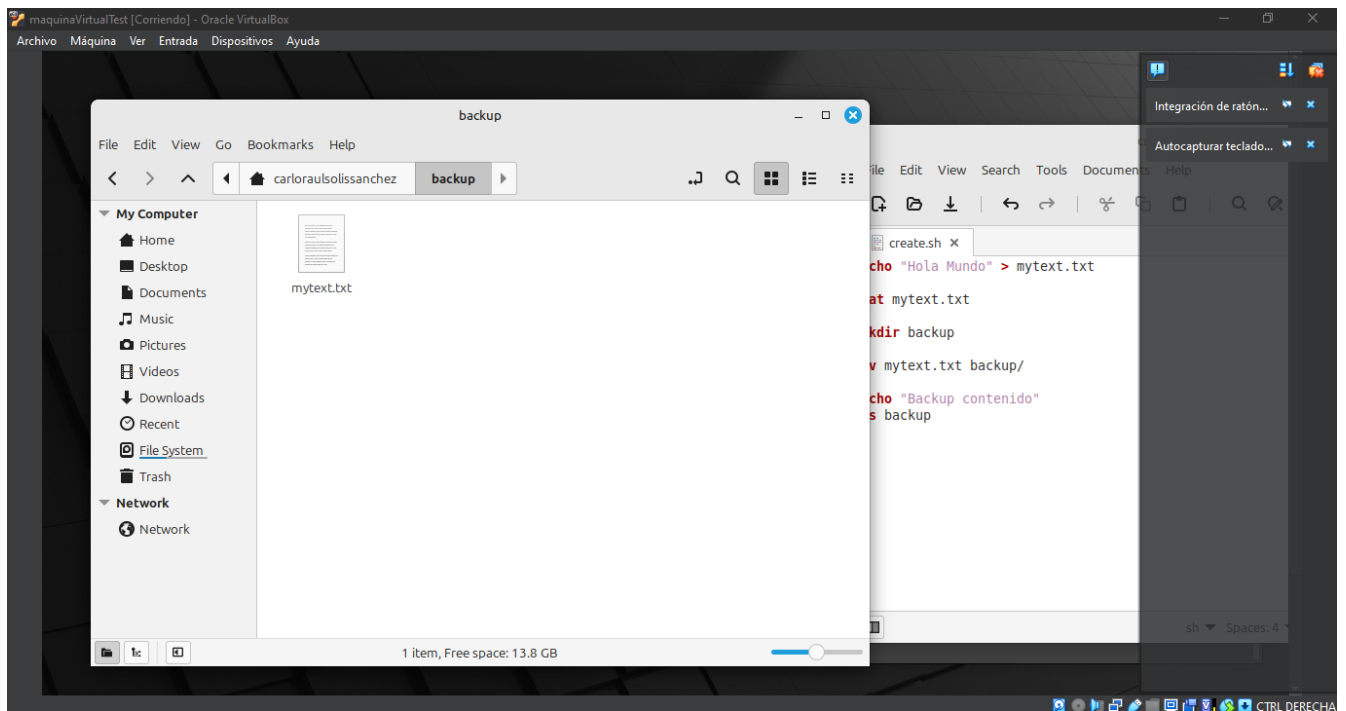 maquinaVirtualTest [Corriendo] - Oracle VirtualBox
Archivo Máquina Ver Entrada Dispositivos Ayuda
backup
File Edit View Go Bookmarks Help
carloraulsolissanchez backup
My Computer
Home
Desktop
Documents
Music
Pictures
Videos
Downloads
Recent
File System
Trash
Network
Network
mytext.txt
1 item, Free space: 13.8 GB
ile Edit View Search Tools Documents Help
create.sh
cho "Hola Mundo" > mytext.txt
at mytext.txt
kdir backup
v mytext.txt backup/
cho "Backup contenido"
s backup
sh Spaces: 4
Integración de ratón...
Autocapturar teclado...
CTRL DERECHA